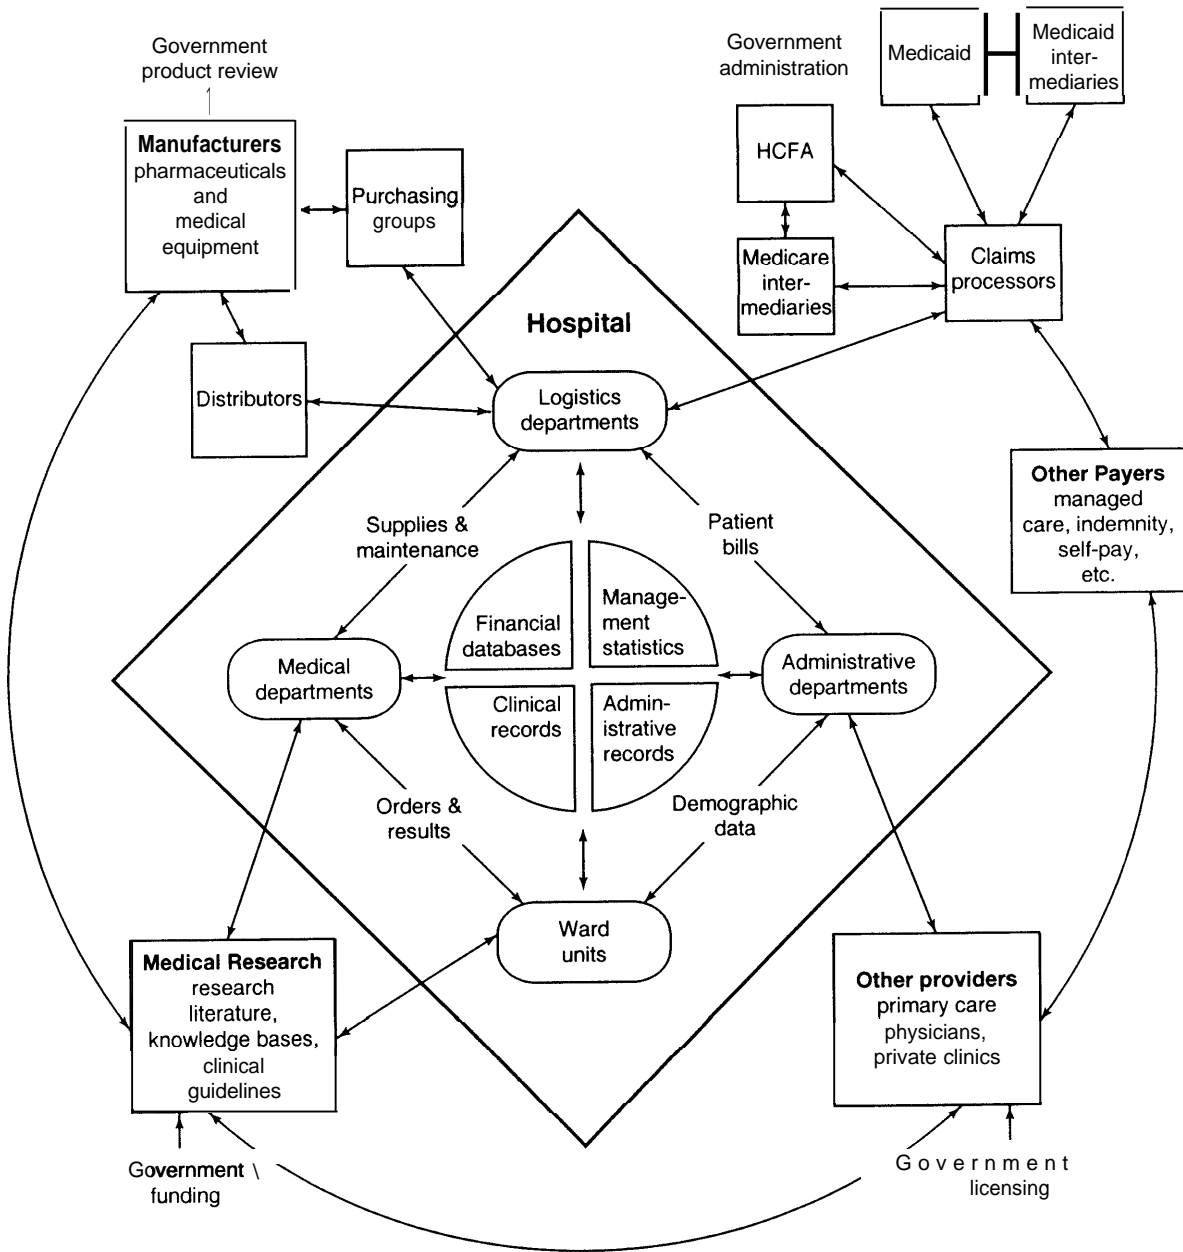 Government
product review
Manufacturers
pharmaceuticals
and
medical
equipment
Purchasing
groups
Distributors
Government
administration
Medicaid
Medicaid
inter-
mediaries
HCFA
Medicare
inter-
mediaries
Claims
processors
Hospital
Logistics
departments
Other Payers
managed
care, indemnity,
self-pay,
etc.
Supplies &
maintenance
Patient
bills
Financial
databases
Manage-
ment
statistics
Medical
departments
Administrative
departments
Clinical
records
Admin-
istrative
records
Orders &
results
Demographic
data
Ward
units
Medical Research
research
literature,
knowledge bases,
clinical
guidelines
Other providers
primary care
physicians,
private clinics
Government \
funding
Government
licensing